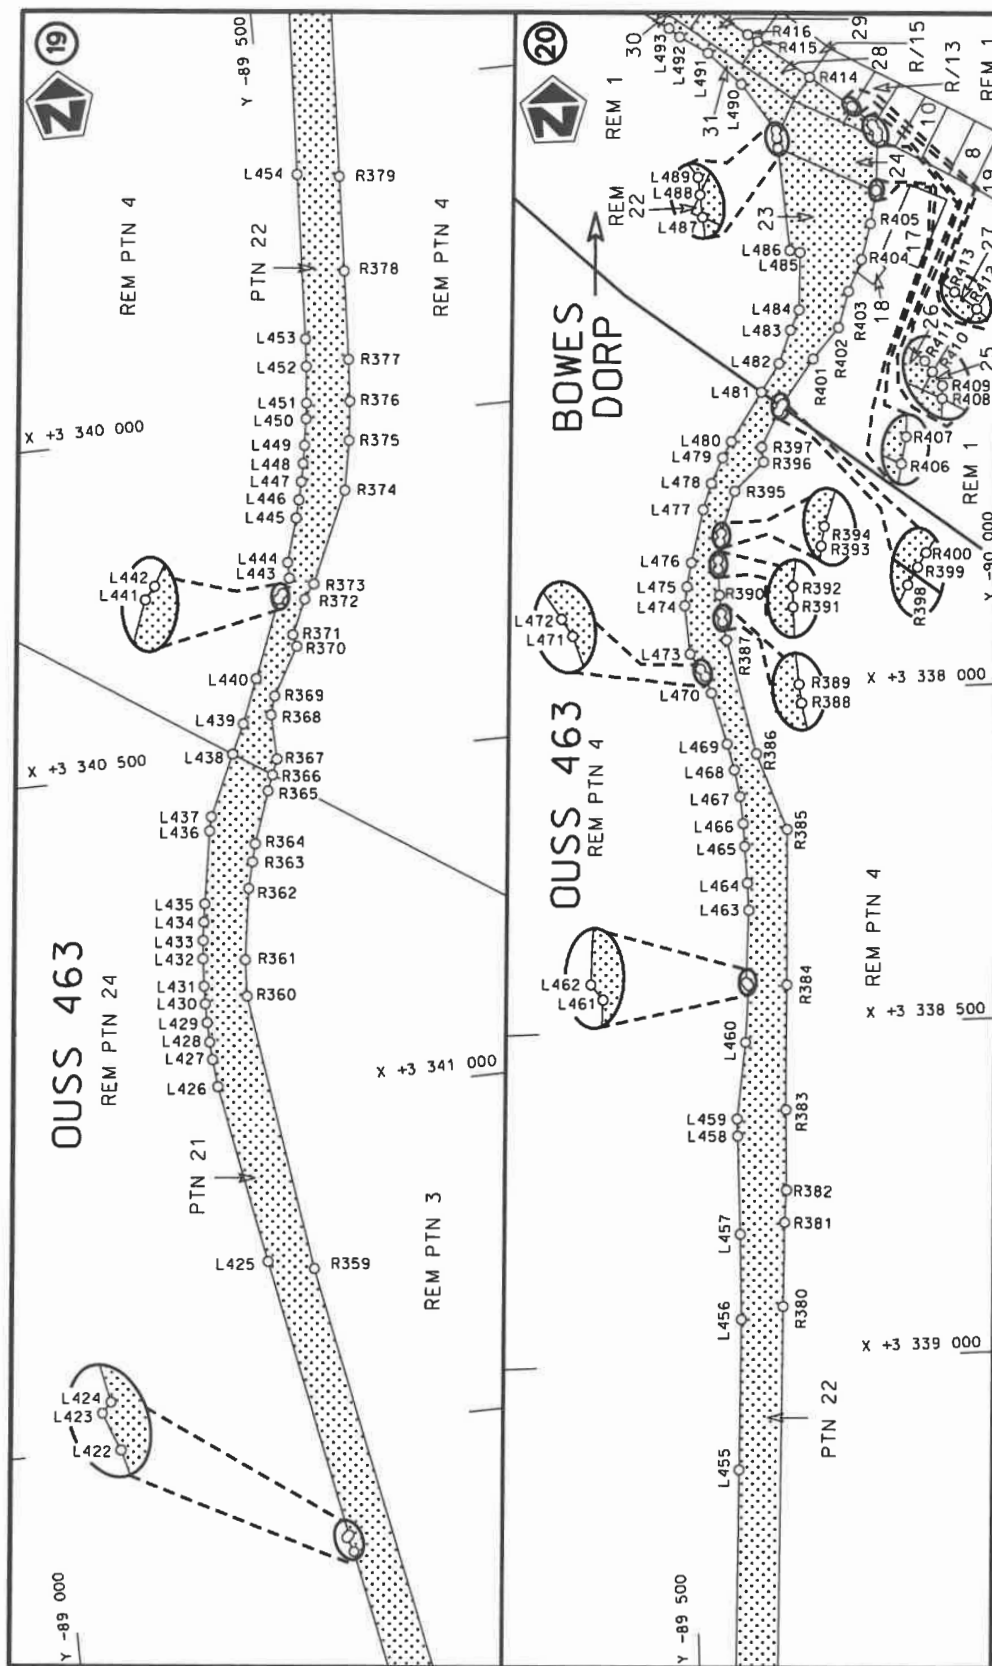 19
Y -89 500
REM PTN 4
PTN 22
REM PTN 4
L454
R379
R378
L453
L452
R377
L451
L450
R376
L449
L448
R375
L447
L446
L445
R374
X +3 340 000
L444
L443
L442
L441
R373
R372
R371
R370
L440
R369
R368
L439
L438
R367
R366
R365
X +3 340 500
L437
L436
R364
R363
R362
L435
L434
L433
L432
R361
L431
L430
R360
L429
L428
L427
L426
OUSS 463
REM PTN 24
X +3 341 000
PTN 21
REM PTN 3
L425
R359
L424
L423
L422
Y -89 000
20
REM 1
30
L493
L492
L491
31
L490
R416
R415
29
28
R414
R/15
R/13
REM 1
10
8
19
24
23
REM
22
L489
L488
L487
L486
L485
R405
R404
17
18
R403
27
R413
R412
26
R411
R410
25
R409
R408
BOWES
DORP
L484
L483
L482
R402
R401
L481
R407
R406
REM 1
L480
L479
R397
R396
L478
R395
L477
R394
R393
R400
R399
R398
Y -90 000
L476
L475
L474
R390
R392
R391
L472
L471
L473
L470
R387
R389
R388
X +3 338 000
OUSS 463
REM PTN 4
L469
L468
R386
L467
L466
L465
R385
L464
L463
REM PTN 4
L462
L461
R384
L460
X +3 338 500
L459
L458
R383
R382
L457
R381
L456
R380
X +3 339 000
PTN 22
L455
Y -89 500